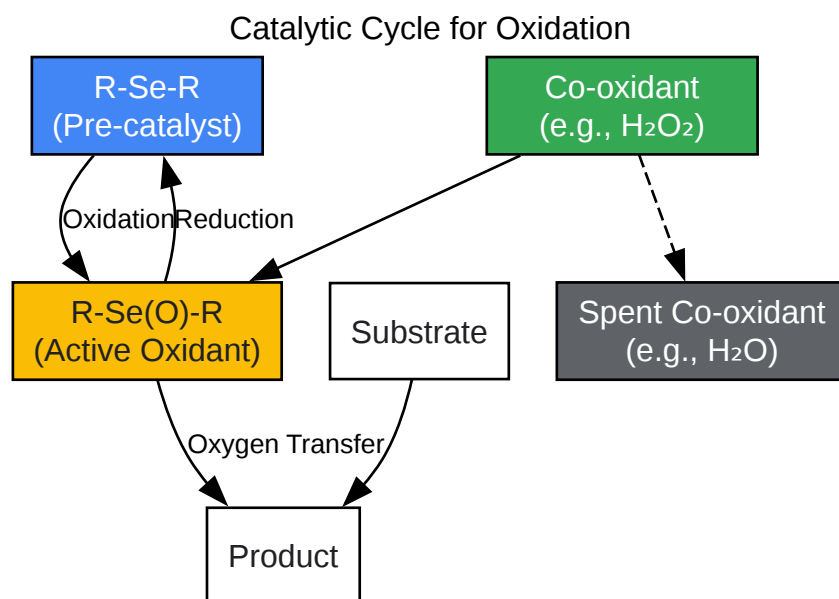 Catalytic Cycle for Oxidation
R-Se-R
(Pre-catalyst)
Co-oxidant
(e.g., H₂O₂)
Oxidation
Reduction
R-Se(O)-R
(Active Oxidant)
Substrate
Spent Co-oxidant
(e.g., H₂O)
Oxygen Transfer
Product